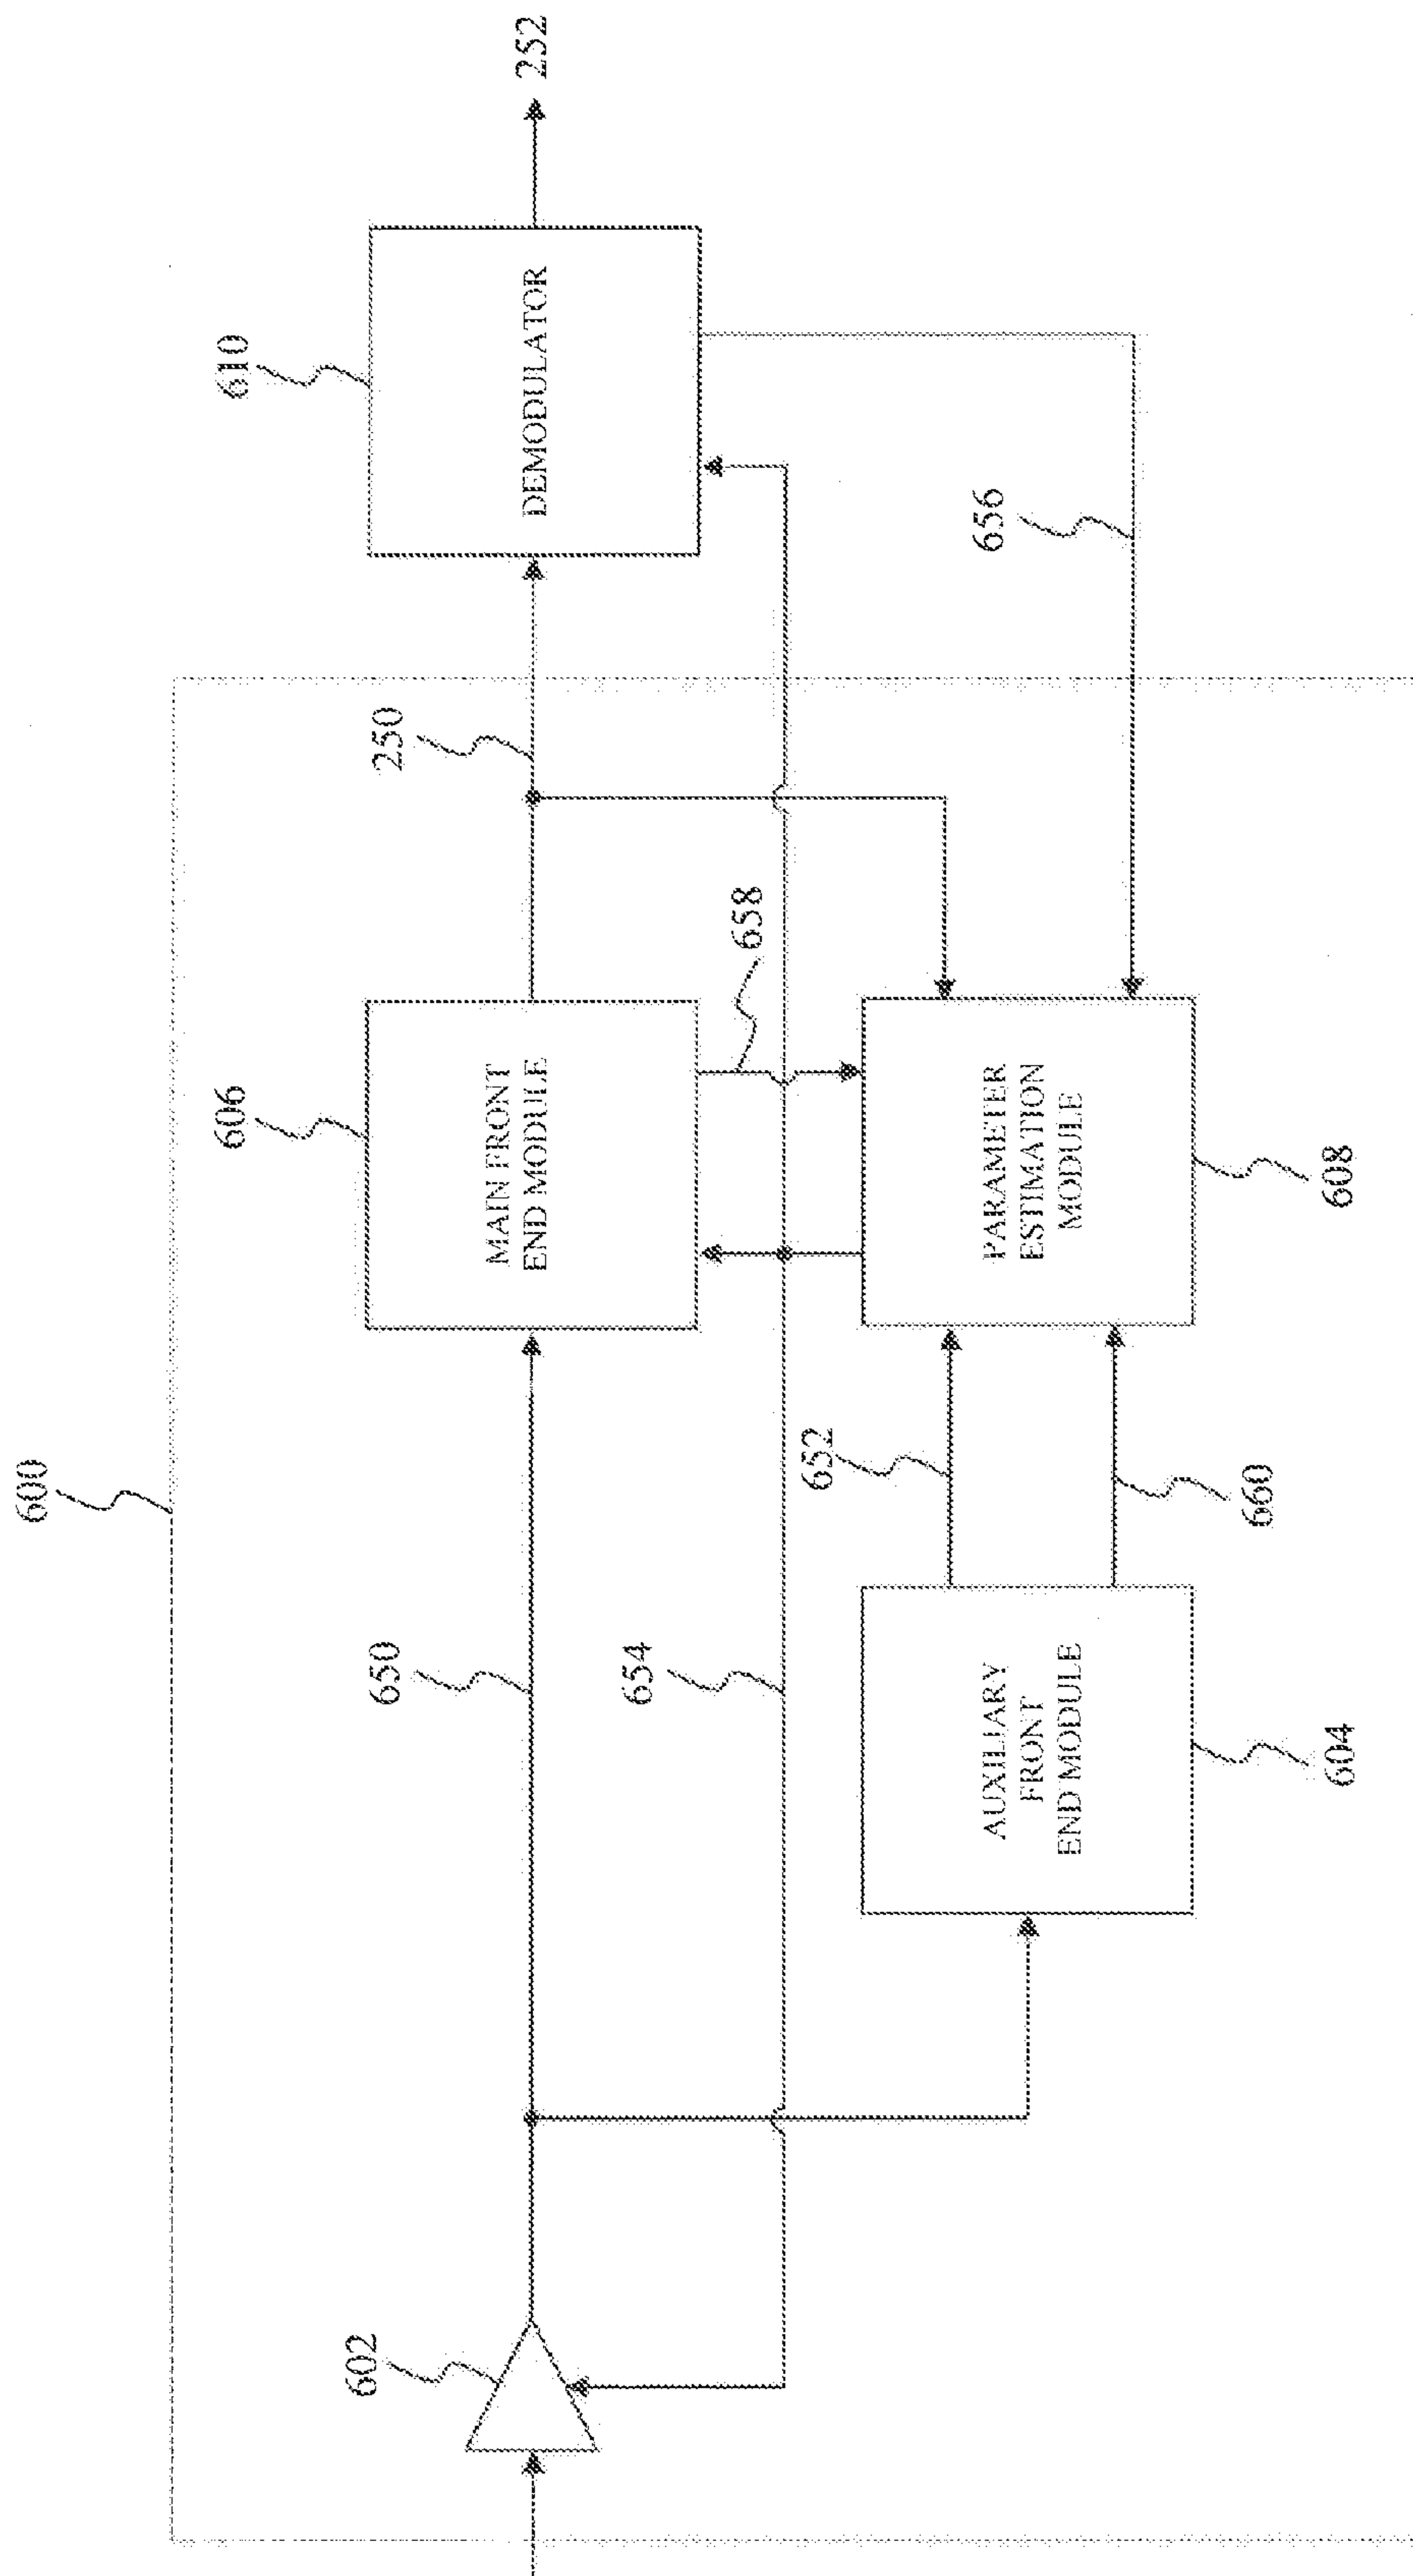 600
602
650
606
MAIN FRONT
END MODULE
250
610
DEMODULATOR
252
654
658
652
660
AUXILIARY
FRONT
END MODULE
604
PARAMETER
ESTIMATION
MODULE
608
656